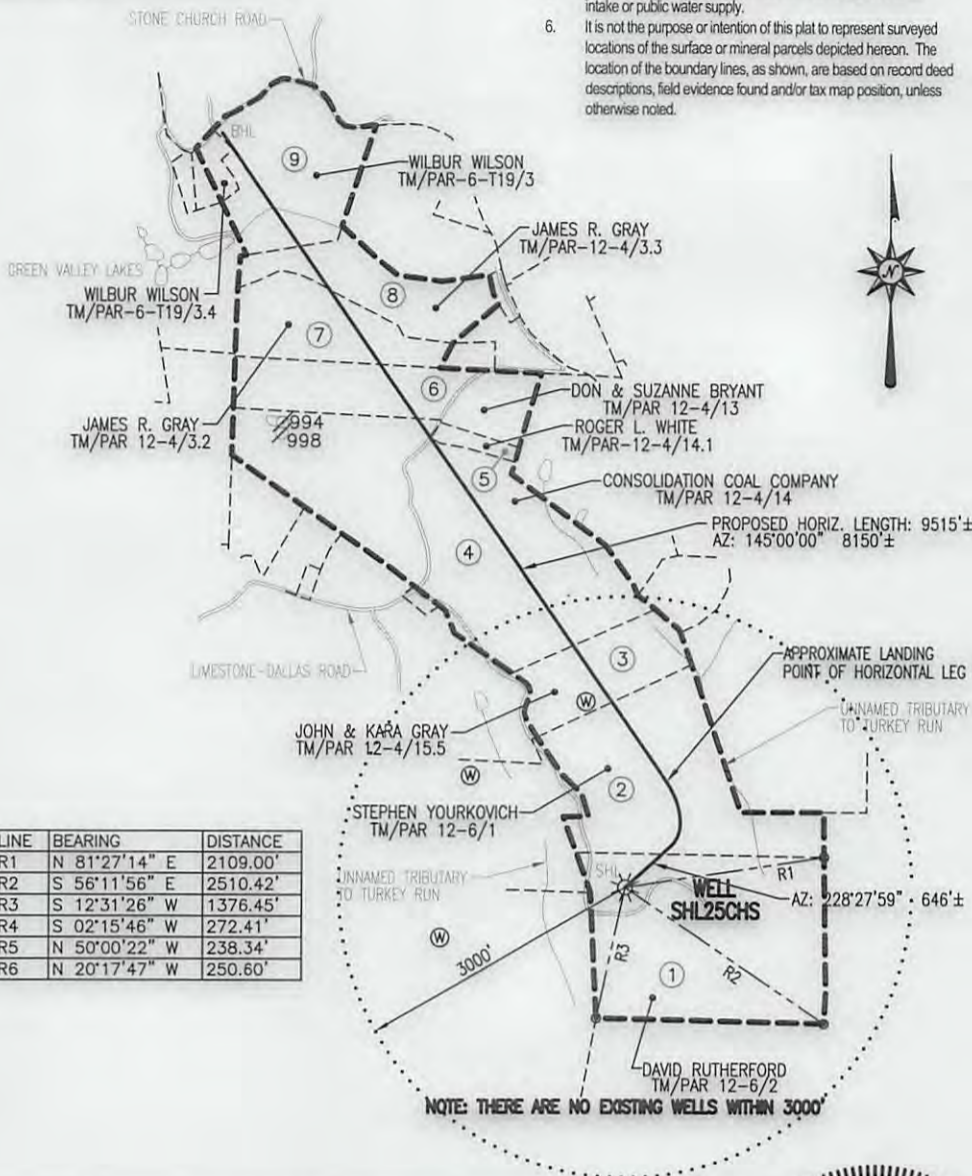 intake or public water supply.
6. It is not the purpose or intention of this plat to represent surveyed
locations of the surface or mineral parcels depicted hereon. The
location of the boundary lines, as shown, are based on record deed
descriptions, field evidence found and/or tax map position, unless
otherwise noted.
STONE CHURCH ROAD
BHL
9
WILBUR WILSON
TM/PAR-6-T19/3
N
JAMES R. GRAY
TM/PAR-12-4/3.3
GREEN VALLEY LAKES
WILBUR WILSON
TM/PAR-6-T19/3.4
8
7
6
DON & SUZANNE BRYANT
TM/PAR 12-4/13
JAMES R. GRAY
TM/PAR 12-4/3.2
994
998
ROGER L. WHITE
TM/PAR-12-4/14.1
5
CONSOLIDATION COAL COMPANY
TM/PAR 12-4/14
PROPOSED HORIZ. LENGTH: 9515'±
AZ: 145°00'00" 8150'±
4
LIMESTONE-DALLAS ROAD
3
APPROXIMATE LANDING
POINT OF HORIZONTAL LEG
UNNAMED TRIBUTARY
TO TURKEY RUN
W
JOHN & KARA GRAY
TM/PAR 12-4/15.5
W
2
STEPHEN YOURKOVICH
TM/PAR 12-6/1
LINE BEARING DISTANCE
R1 N 81°27'14" E 2109.00'
R2 S 56°11'56" E 2510.42'
R3 S 12°31'26" W 1376.45'
R4 S 02°15'46" W 272.41'
R5 N 50°00'22" W 238.34'
R6 N 20°17'47" W 250.60'
UNNAMED TRIBUTARY
TO TURKEY RUN
SHL
R1
WELL
SHL25CHS
AZ: 228°27'59" 646'±
W
3000'
R3
R2
1
DAVID RUTHERFORD
TM/PAR 12-6/2
NOTE: THERE ARE NO EXISTING WELLS WITHIN 3000'